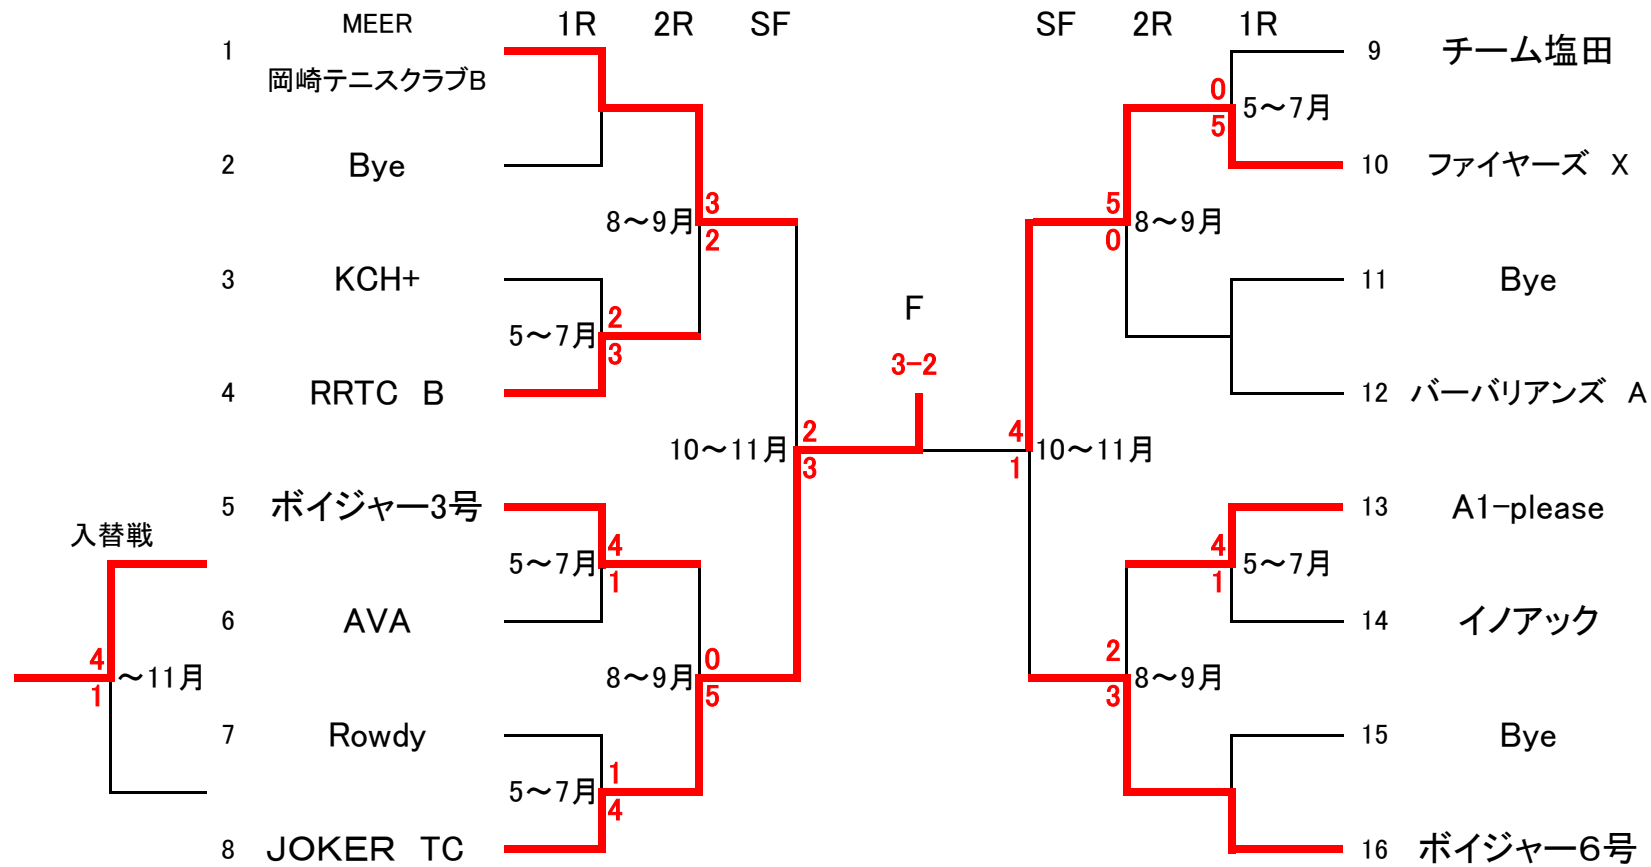 MEER 1R 2R SF SF 2R 1R
1 9 チーム塩田
岡崎テニスクラブB
0
5～7月
5
2 Bye 10 ファイヤーズ X
3 5
8～9月 8～9月
2 0
3 KCH+ 11 Bye
F
2
5～7月
3 3-2
4 RRTC B 12 バーバリアンズ A
2 4
10～11月 10～11月
3 1
5 ボイジャー3号 13 A1-please
入替戦
4 4
5～7月 5～7月
1 1
6 AVA 14 イノアック
4 0 2
～11月 8～9月 8～9月
1 5 3
7 Rowdy 15 Bye
1
5～7月
4
8 JOKER TC 16 ボイジャー6号